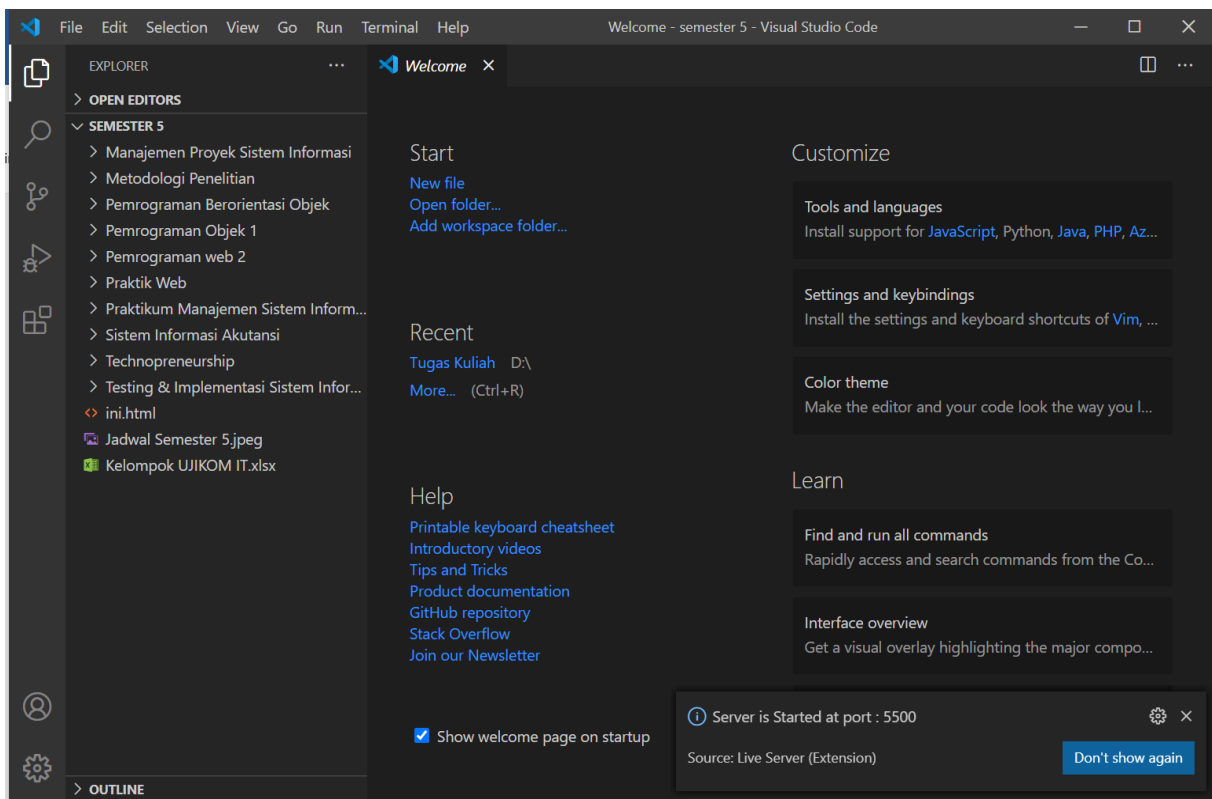 File Edit Selection View Go Run Terminal Help
Welcome - semester 5 - Visual Studio Code
EXPLORER
OPEN EDITORS
SEMESTER 5
Manajemen Proyek Sistem Informasi
Metodologi Penelitian
Pemrograman Berorientasi Objek
Pemrograman Objek 1
Pemrograman web 2
Praktik Web
Praktikum Manajemen Sistem Inform...
Sistem Informasi Akutansi
Technopreneurship
Testing & Implementasi Sistem Infor...
ini.html
Jadwal Semester 5.jpeg
Kelompok UJIKOM IT.xlsx
OUTLINE
Welcome
Start
New file
Open folder...
Add workspace folder...
Recent
Tugas Kuliah D:\
More... (Ctrl+R)
Help
Printable keyboard cheatsheet
Introductory videos
Tips and Tricks
Product documentation
GitHub repository
Stack Overflow
Join our Newsletter
Show welcome page on startup
Customize
Tools and languages
Install support for JavaScript, Python, Java, PHP, Az...
Settings and keybindings
Install the settings and keyboard shortcuts of Vim, ...
Color theme
Make the editor and your code look the way you l...
Learn
Find and run all commands
Rapidly access and search commands from the Co...
Interface overview
Get a visual overlay highlighting the major compo...
Server is Started at port : 5500
Source: Live Server (Extension)
Don't show again